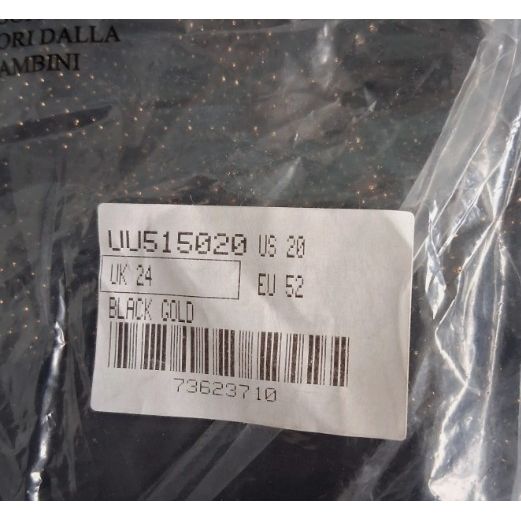 ORI DALLA
AMBINI
UU515020 US 20
UK 24 EU 52
BLACK GOLD
73623710